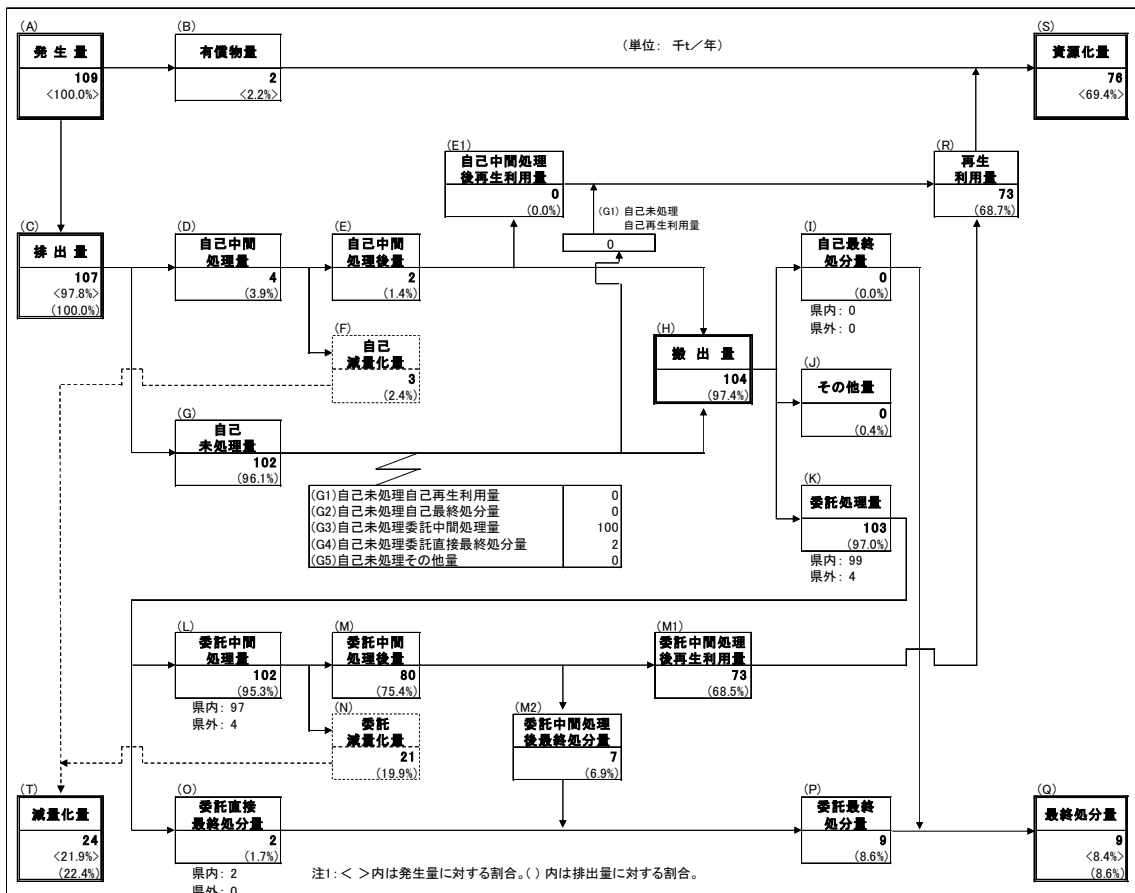 (A)
発生量
109
<100.0%>
(B)
有償物量
2
<2.2%>
(単位： 千t／年)
(S)
資源化量
76
<69.4%>
(E1)
自己中間処理
後再生利用量
0
(0.0%)
(G1) 自己未処理
自己再生利用量
0
(R)
再生
利用量
73
(68.7%)
(C)
排出量
107
<97.8%>
(100.0%)
(D)
自己中間
処理量
4
(3.9%)
(E)
自己中間
処理後量
2
(1.4%)
(F)
自己
減量化量
3
(2.4%)
(G)
自己
未処理量
102
(96.1%)
(H)
搬出量
104
(97.4%)
(I)
自己最終
処分量
0
(0.0%)
県内： 0
県外： 0
(J)
その他量
0
(0.4%)
(K)
委託処理量
103
(97.0%)
県内： 99
県外： 4
(G1)自己未処理自己再生利用量 0
(G2)自己未処理自己最終処分量 0
(G3)自己未処理委託中間処理量 100
(G4)自己未処理委託直接最終処分量 2
(G5)自己未処理その他量 0
(L)
委託中間
処理量
102
(95.3%)
県内： 97
県外： 4
(M)
委託中間
処理後量
80
(75.4%)
(N)
委託
減量化量
21
(19.9%)
(M1)
委託中間処理
後再生利用量
73
(68.5%)
(M2)
委託中間処理
後最終処分量
7
(6.9%)
(T)
減量化量
24
<21.9%>
(22.4%)
(O)
委託直接
最終処分量
2
(1.7%)
県内： 2
県外： 0
(P)
委託最終
処分量
9
(8.6%)
(Q)
最終処分量
9
<8.4%>
(8.6%)
注1：< >内は発生量に対する割合。( ) 内は排出量に対する割合。